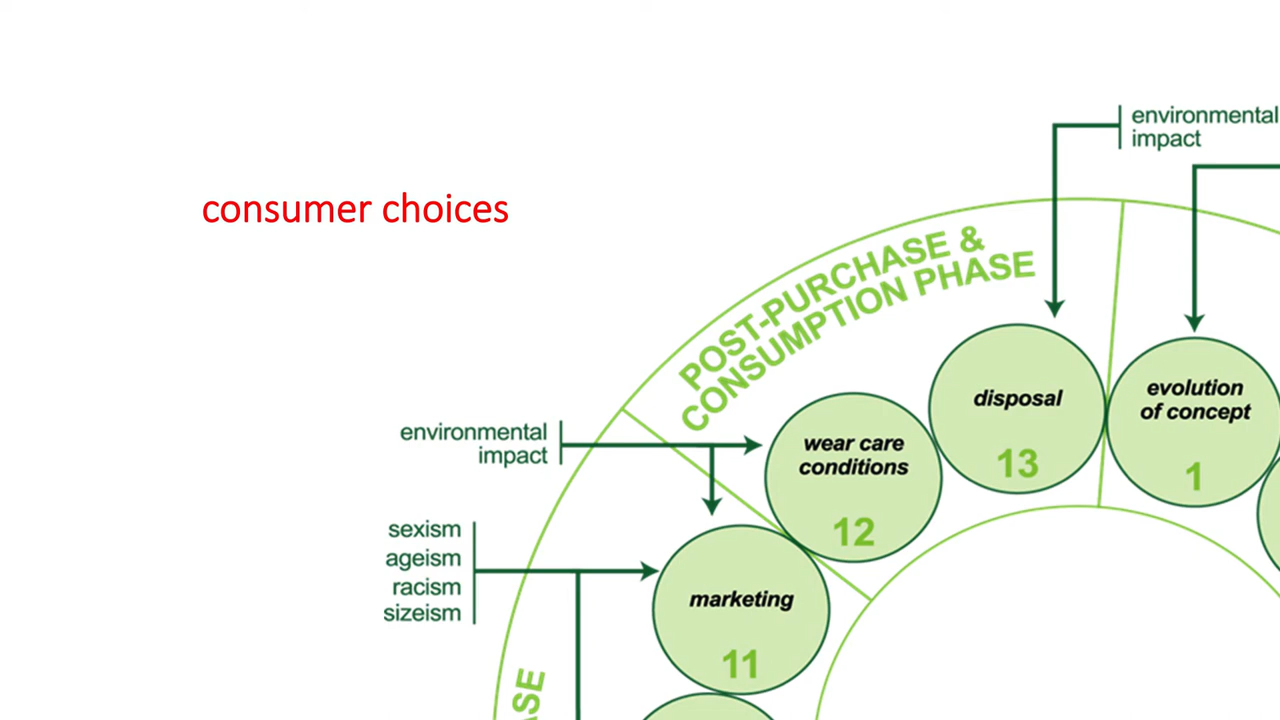 environmental
impact
consumer choices
POST-PURCHASE &
CONSUMPTION PHASE
disposal
13
evolution
of concept
1
environmental
impact
wear care
conditions
12
sexism
ageism
racism
sizeism
marketing
11